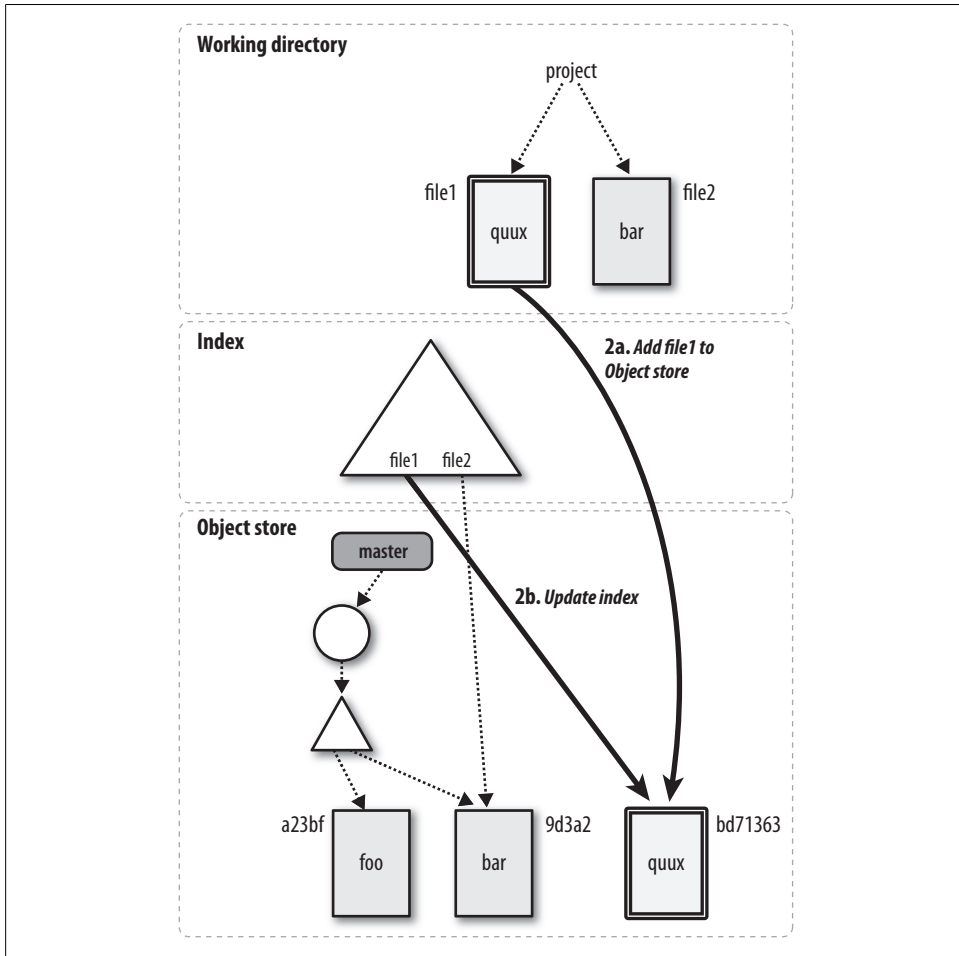 Working directory
project
file1
file2
quux
bar
Index
2a. Add file1 to
Object store
file1 file2
Object store
master
2b. Update index
a23bf
9d3a2
bd71363
foo
bar
quux